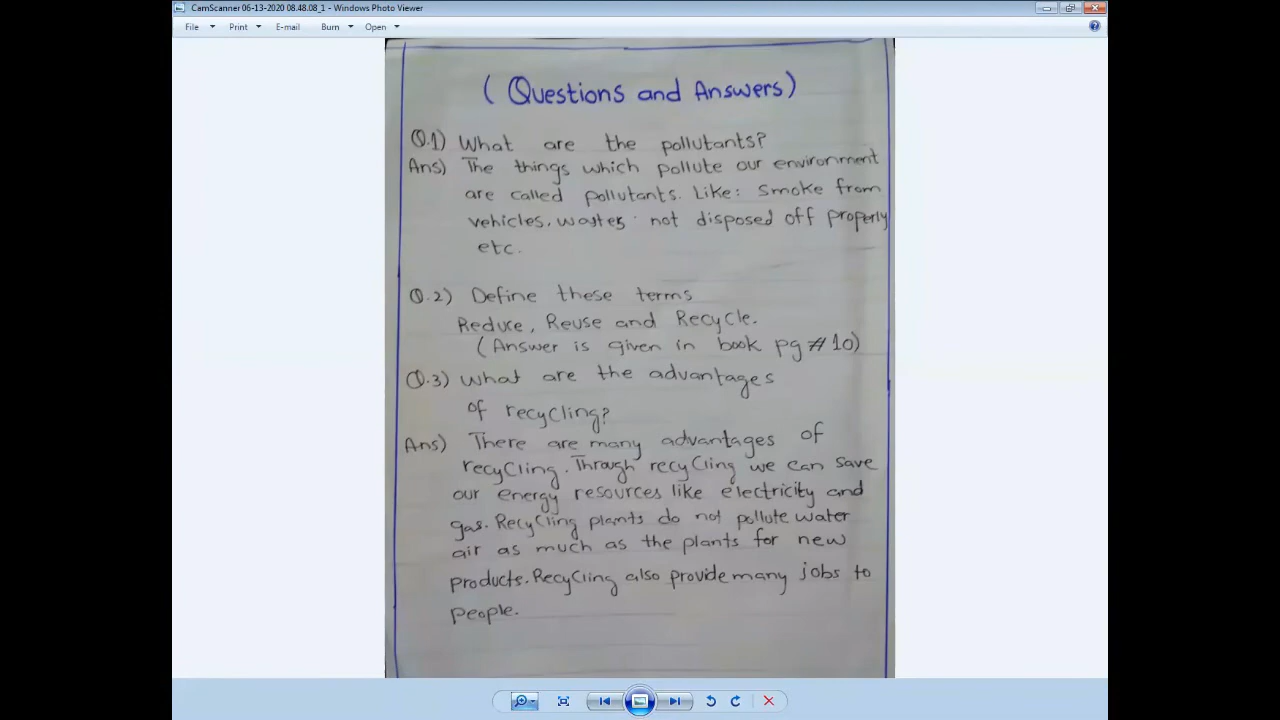 CamScanner 06-13-2020 08.48.08_1 - Windows Photo Viewer
File Print E-mail Burn Open
( Questions and Answers)
Q.1) What are the pollutants?
Ans) The things which pollute our environment
are called pollutants. Like: Smoke from
vehicles, wastes not disposed off properly
etc.
Q.2) Define these terms
Reduce, Reuse and Recycle.
(Answer is given in book pg # 10)
Q.3) What are the advantages
of recycling?
Ans) There are many advantages of
recycling. Through recycling we can save
our energy resources like electricity and
gas. Recycling plants do not pollute water
air as much as the plants for new
products. Recycling also provide many jobs to
people.